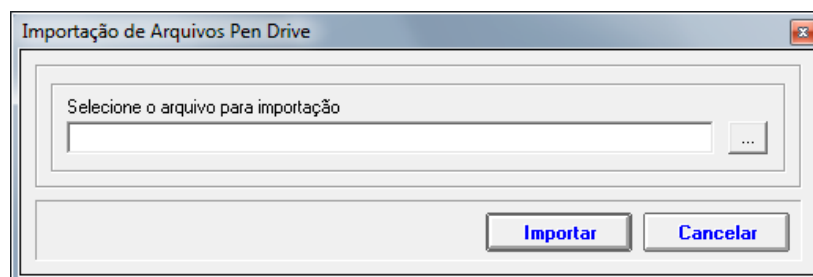 Importação de Arquivos Pen Drive
Selecione o arquivo para importação
...
Importar Cancelar